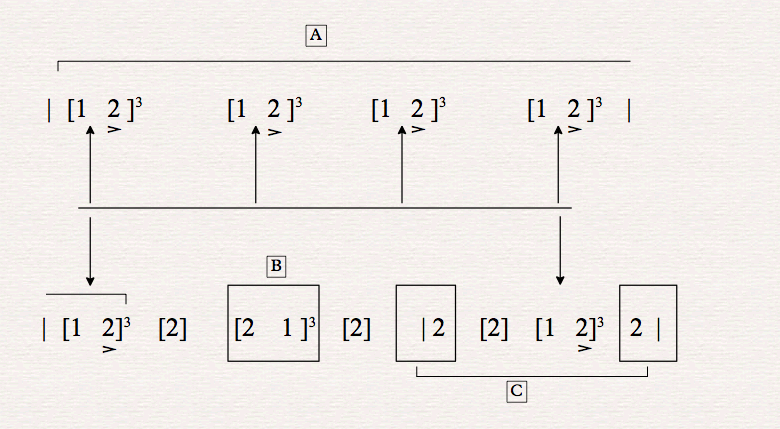 A
| [1 2]³ [1 2]³ [1 2]³ [1 2]³ |
> > > >
B
| [1 2]³ [2] [2 1]³ [2] | 2 [2] [1 2]³ 2 |
> >
C